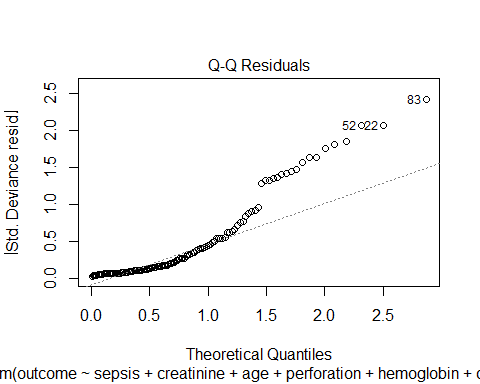 Q-Q Residuals
|Std. Deviance resid|
2.5
2.0
1.5
1.0
0.5
0.0
83
52
22
0.0 0.5 1.0 1.5 2.0 2.5
Theoretical Quantiles
m(outcome ~ sepsis + creatinine + age + perforation + hemoglobin +